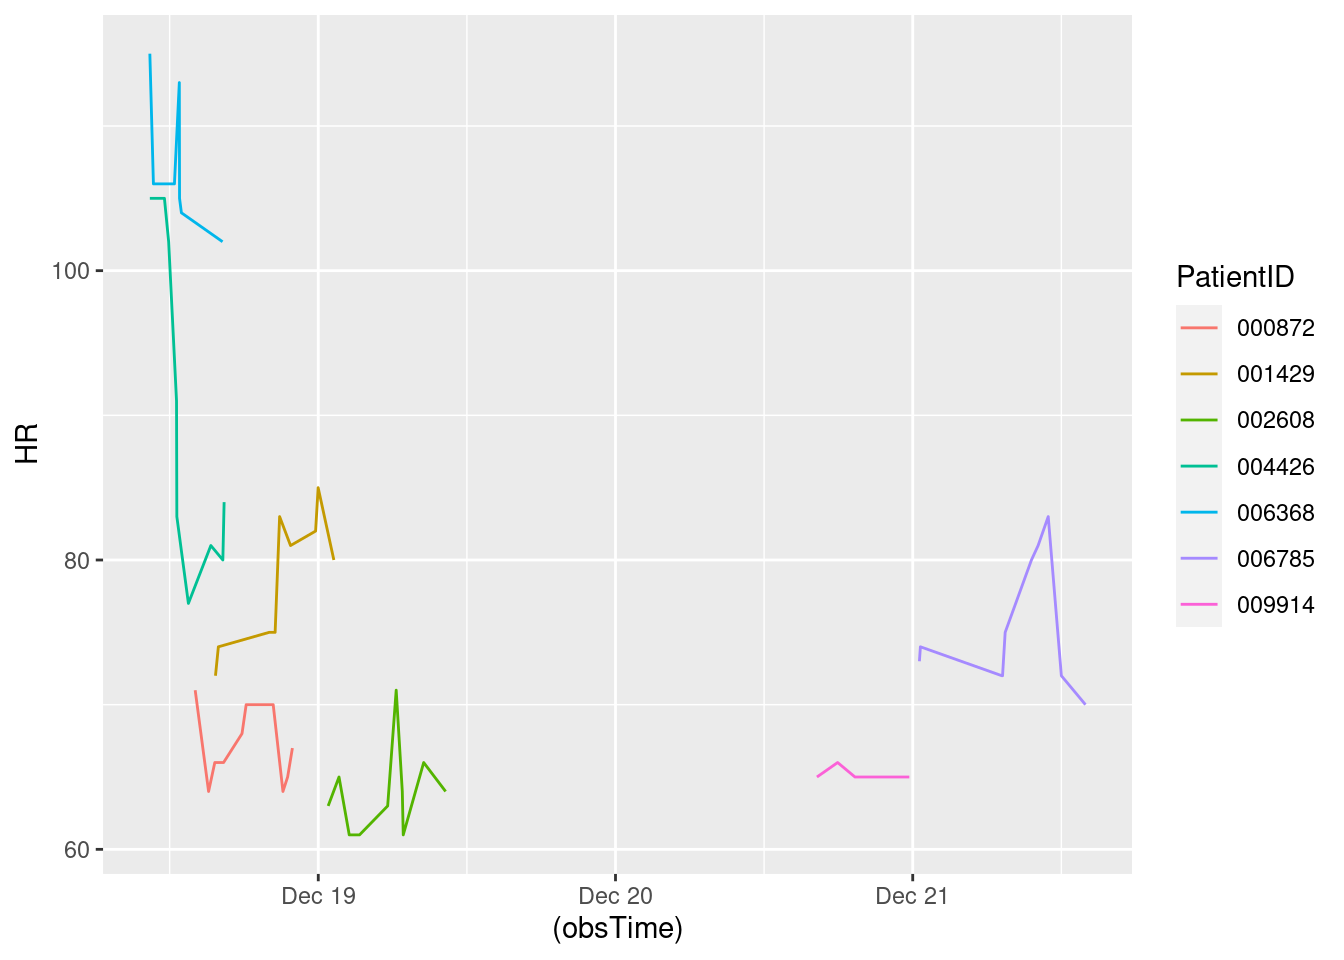 HR
100
80
60
Dec 19
Dec 20
Dec 21
(obsTime)
PatientID
000872
001429
002608
004426
006368
006785
009914